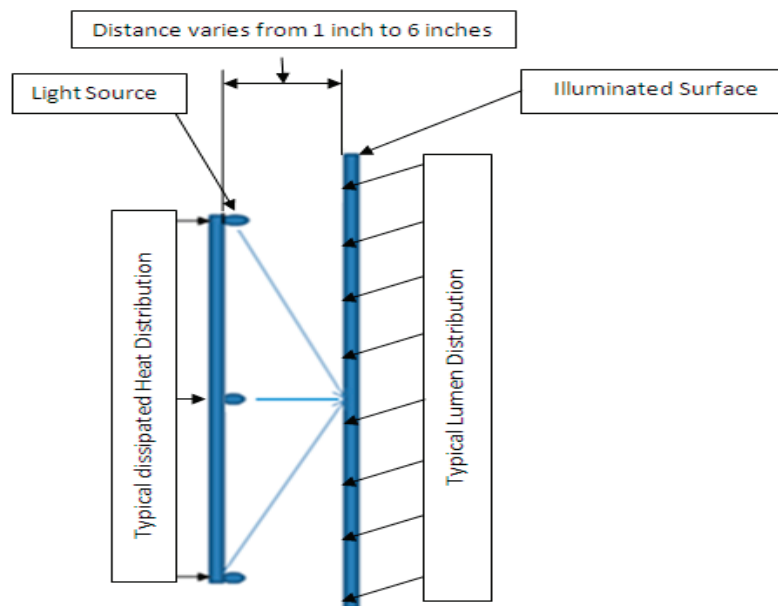 Distance varies from 1 inch to 6 inches
Light Source
Illuminated Surface
Typical dissipated Heat Distribution
Typical Lumen Distribution